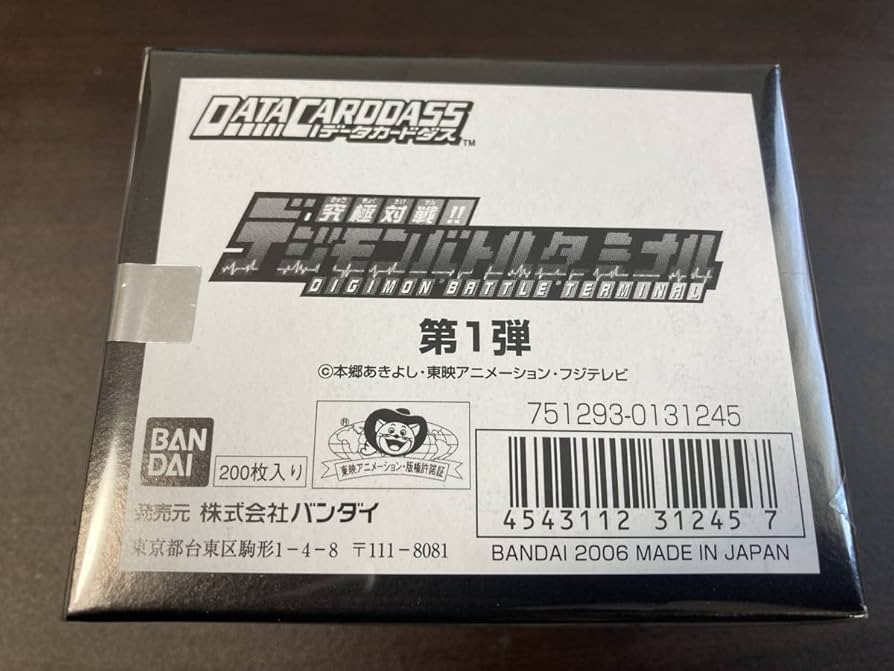 DATACARDDASS
データカードダス™
究極対戦!!
デジモンバトルターミナル
DIGIMON BATTLE TERMINAL
第1弾
©本郷あきよし・東映アニメーション・フジテレビ
751293-0131245
BAN
DAI
200枚入り
®
東映アニメーション・版権許諾証
発売元 株式会社バンダイ
4543112 31245 7
東京都台東区駒形1-4-8 〒111-8081
BANDAI 2006 MADE IN JAPAN